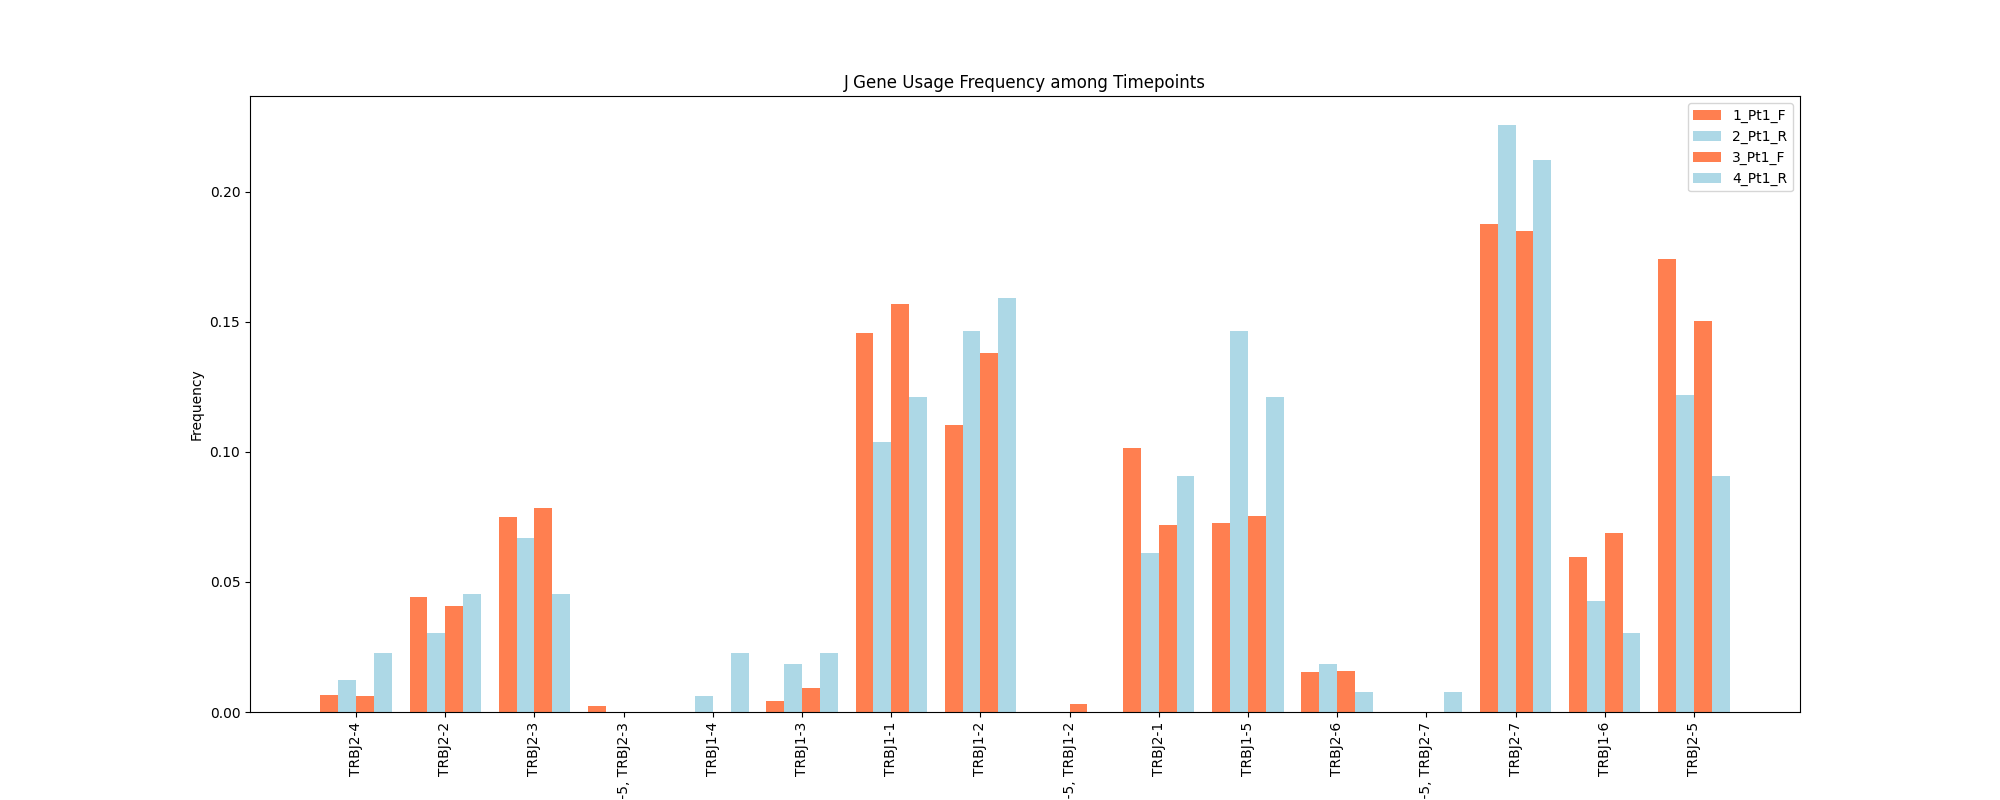 J Gene Usage Frequency among Timepoints
1_Pt1_F
2_Pt1_R
3_Pt1_F
4_Pt1_R
Frequency
0.20
0.15
0.10
0.05
0.00
TRBJ2-4
TRBJ2-2
TRBJ2-3
-5, TRBJ2-3
TRBJ1-4
TRBJ1-3
TRBJ1-1
TRBJ1-2
-5, TRBJ1-2
TRBJ2-1
TRBJ1-5
TRBJ2-6
-5, TRBJ2-7
TRBJ2-7
TRBJ1-6
TRBJ2-5